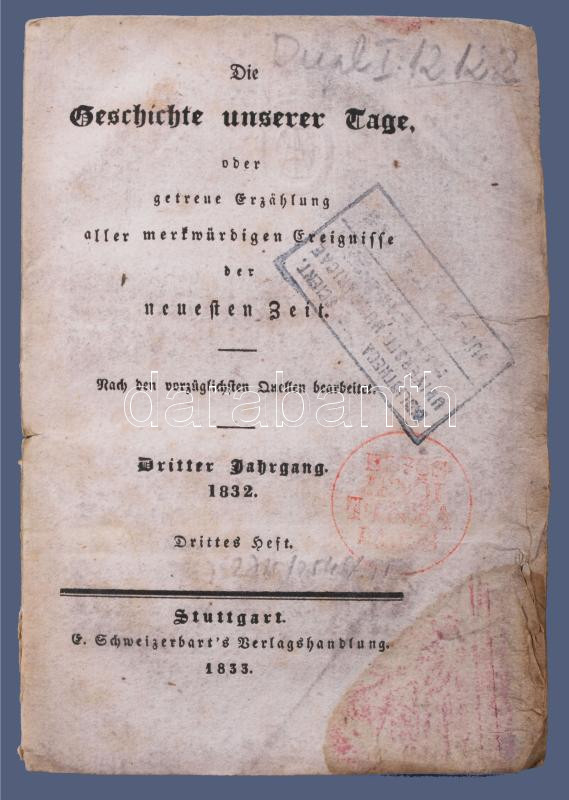 Die
Geschichte unserer Tage,
oder
getreue Erzählung
aller merkwürdigen Ereignisse
der
neuesten Zeit.
Nach den vorzüglichsten Quellen bearbeitet.
darabanth
Dritter Jahrgang.
1832.
Drittes Heft.
Stuttgart.
E. Schweizerbart's Verlagshandlung.
1833.